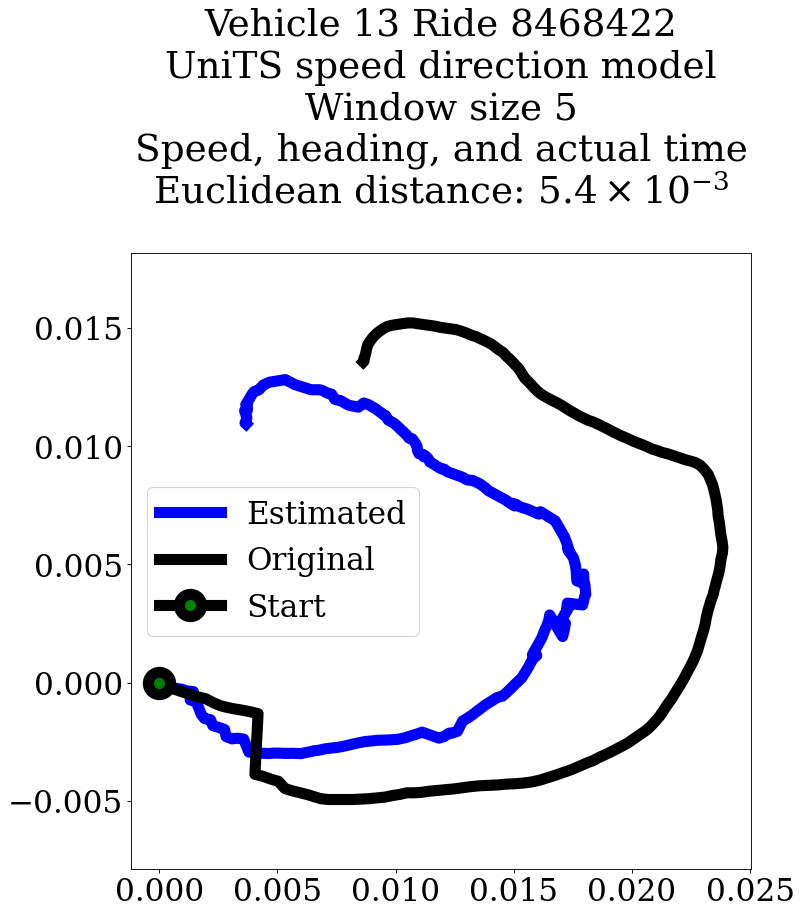 Vehicle 13 Ride 8468422
UniTS speed direction model
Window size 5
Speed, heading, and actual time
Euclidean distance: 5.4 × 10⁻³
0.015
0.010
0.005
0.000
−0.005
Estimated
Original
Start
0.000 0.005 0.010 0.015 0.020 0.025